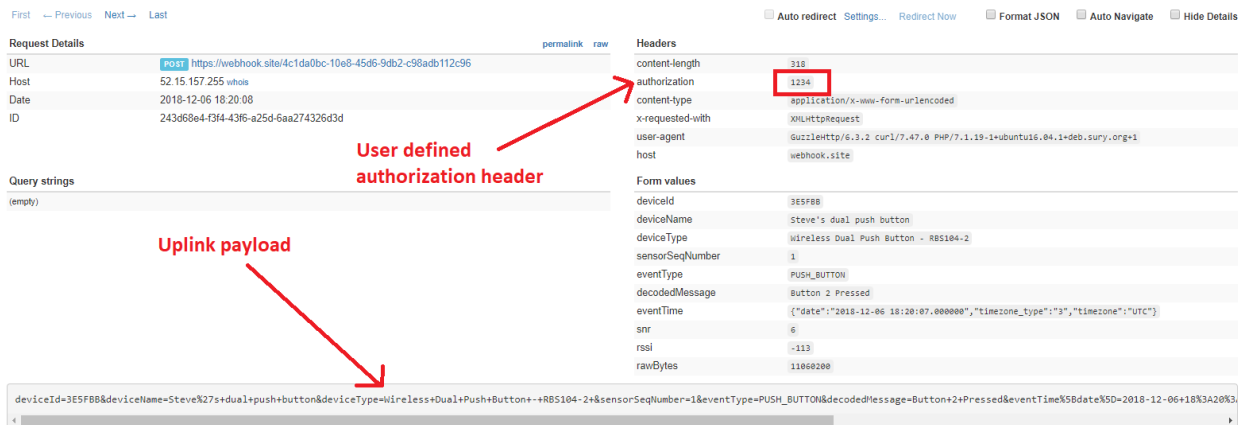 First ← Previous Next → Last
Auto redirect Settings... Redirect Now Format JSON Auto Navigate Hide Details
Request Details permalink raw
URL POST https://webhook.site/4c1da0bc-10e8-45d6-9db2-c98adb112c96
Host 52.15.157.255 whois
Date 2018-12-06 18:20:08
ID 243d68e4-f3f4-43f6-a25d-6aa274326d3d
Query strings
(empty)
Headers
content-length 318
authorization 1234
content-type application/x-www-form-urlencoded
x-requested-with XMLHttpRequest
user-agent GuzzleHttp/6.3.2 curl/7.47.0 PHP/7.1.19-1+ubuntu16.04.1+deb.sury.org+1
host webhook.site
User defined
authorization header
Form values
deviceId 3E5FBB
deviceName Steve's dual push button
deviceType Wireless Dual Push Button - RBS104-2
sensorSeqNumber 1
eventType PUSH_BUTTON
decodedMessage Button 2 Pressed
eventTime {"date":"2018-12-06 18:20:07.000000","timezone_type":"3","timezone":"UTC"}
snr 6
rssi -113
rawBytes 11060200
Uplink payload
deviceId=3E5FBB&deviceName=Steve%27s+dual+push+button&deviceType=Wireless+Dual+Push+Button+-+RBS104-2+&sensorSeqNumber=1&eventType=PUSH_BUTTON&decodedMessage=Button+2+Pressed&eventTime%5Bdate%5D=2018-12-06+18%3A20%3A